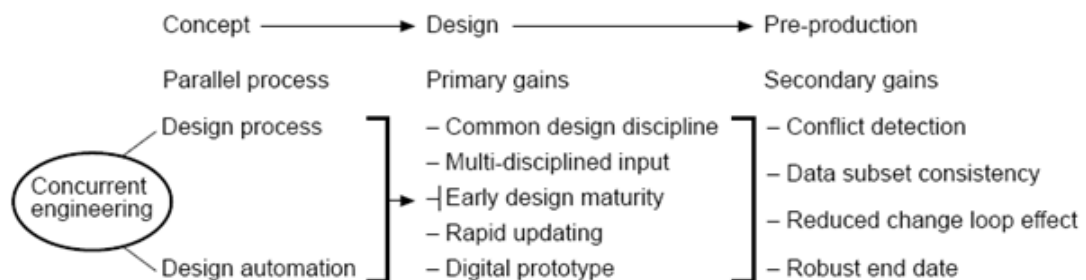 Concept Design Pre-production
Parallel process Primary gains Secondary gains
Design process – Common design discipline – Conflict detection
– Multi-disciplined input
– Data subset consistency
Concurrent
engineering
– Early design maturity
– Reduced change loop effect
– Rapid updating
Design automation – Digital prototype – Robust end date